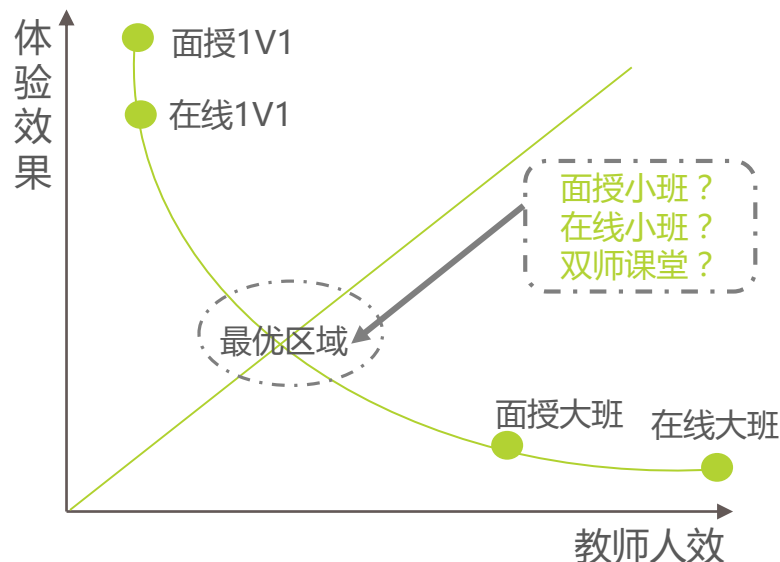 体验效果
面授1V1
在线1V1
面授小班？
在线小班？
双师课堂？
最优区域
面授大班
在线大班
教师人效